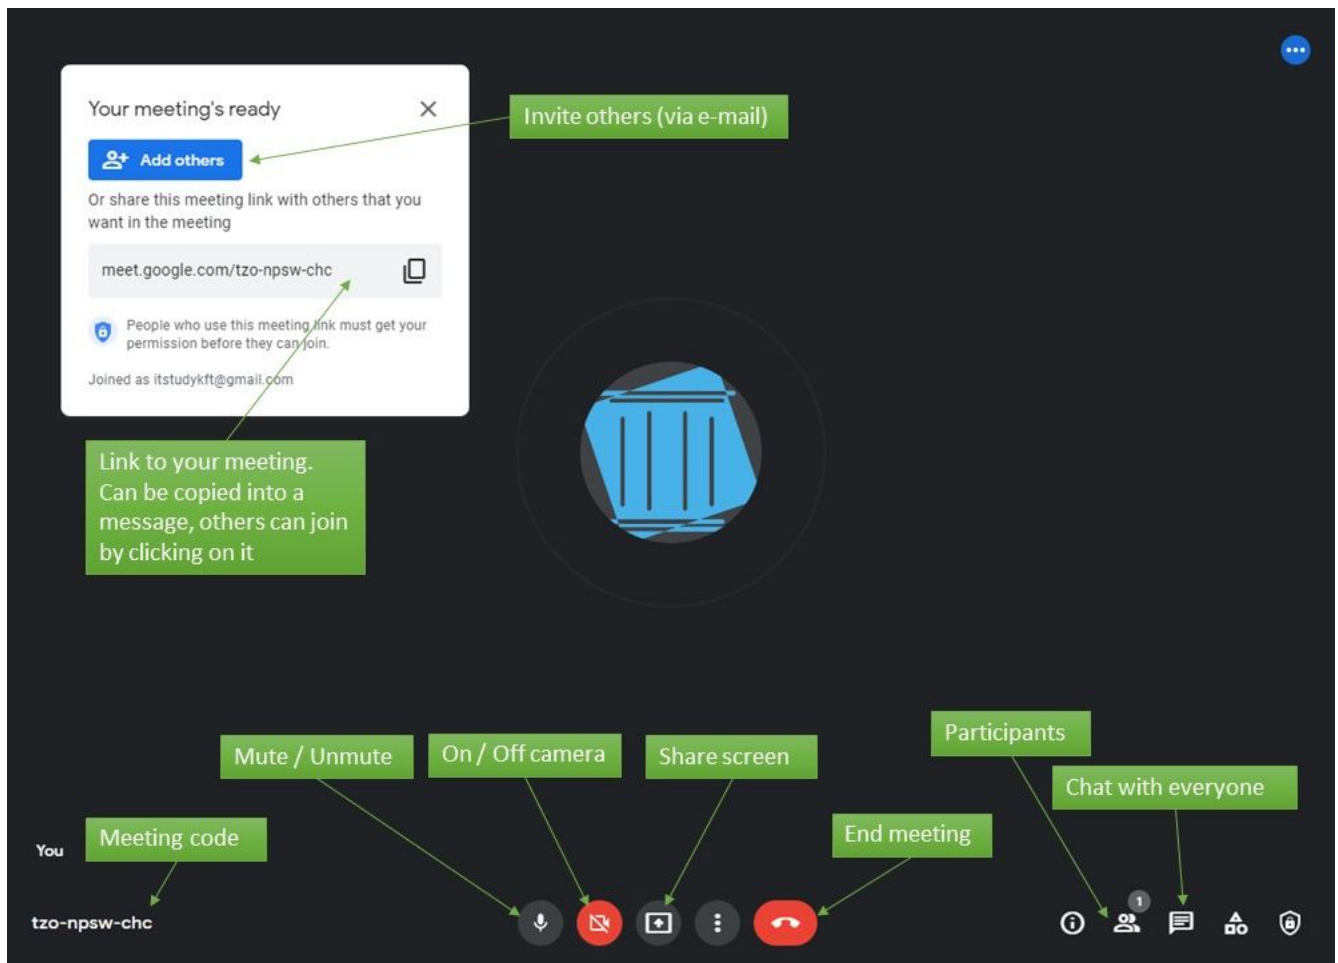 Your meeting's ready
Invite others (via e-mail)
Add others
Or share this meeting link with others that you
want in the meeting
meet.google.com/tzo-npsw-chc
People who use this meeting link must get your
permission before they can join.
Joined as itstudykft@gmail.com
Link to your meeting.
Can be copied into a
message, others can join
by clicking on it
Participants
Mute / Unmute
On / Off camera
Share screen
Chat with everyone
Meeting code
End meeting
You
tzo-npsw-chc
1